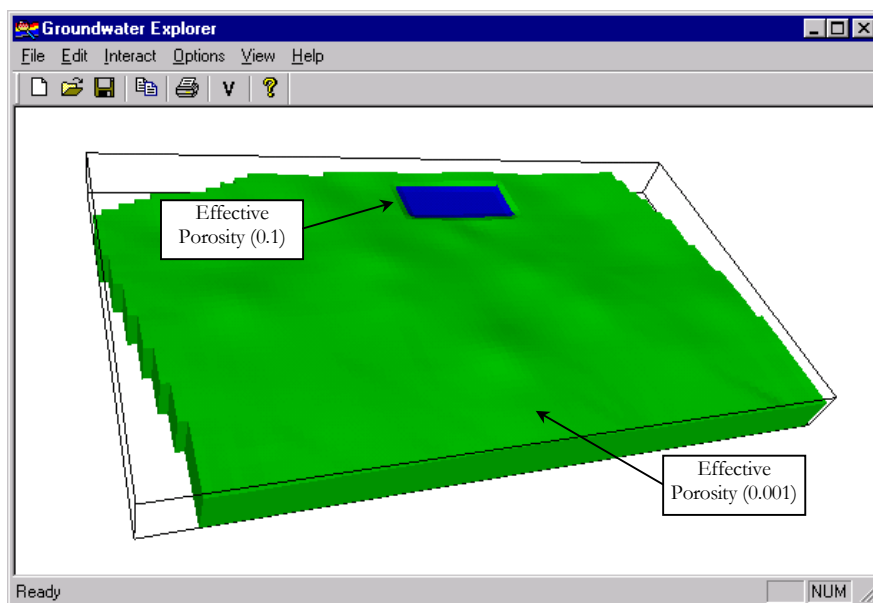 Groundwater Explorer
File Edit Interact Options View Help
V ?
Effective
Porosity (0.1)
Effective
Porosity (0.001)
Ready
NUM